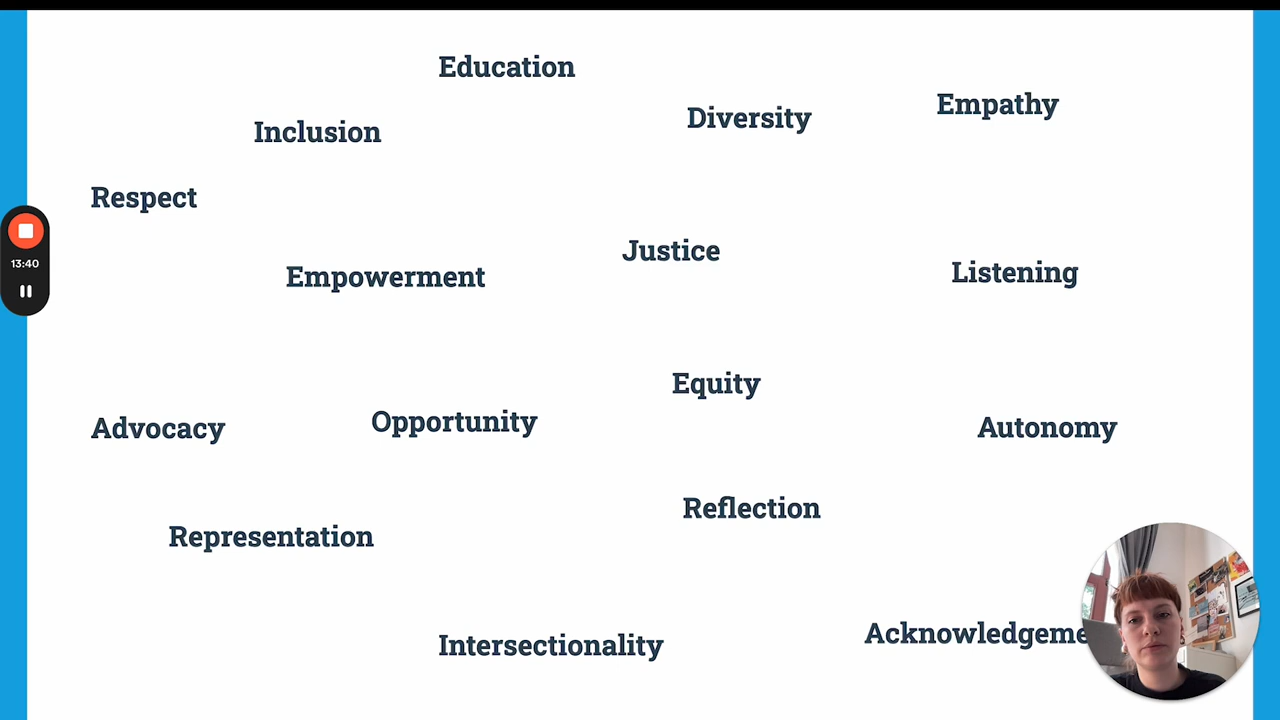 Education
Empathy
Diversity
Inclusion
Respect
Justice
13:40
Listening
Empowerment
Equity
Opportunity
Autonomy
Advocacy
Reflection
Representation
Acknowledgeme
Intersectionality